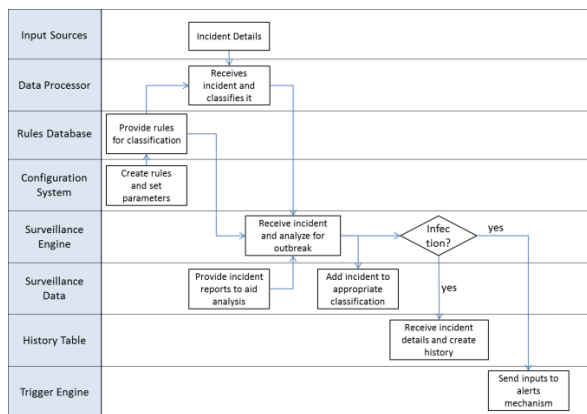 Input Sources
Incident Details
Data Processor
Receives
incident and
classifies it
Rules Database
Provide rules
for classification
Configuration
System
Create rules
and set
parameters
Surveillance
Engine
Receive incident
and analyze for
outbreak
Infec
tion?
yes
Surveillance
Data
Provide incident
reports to aid
analysis
Add incident to
appropriate
classification
yes
History Table
Receive incident
details and create
history
Trigger Engine
Send inputs to
alerts
mechanism